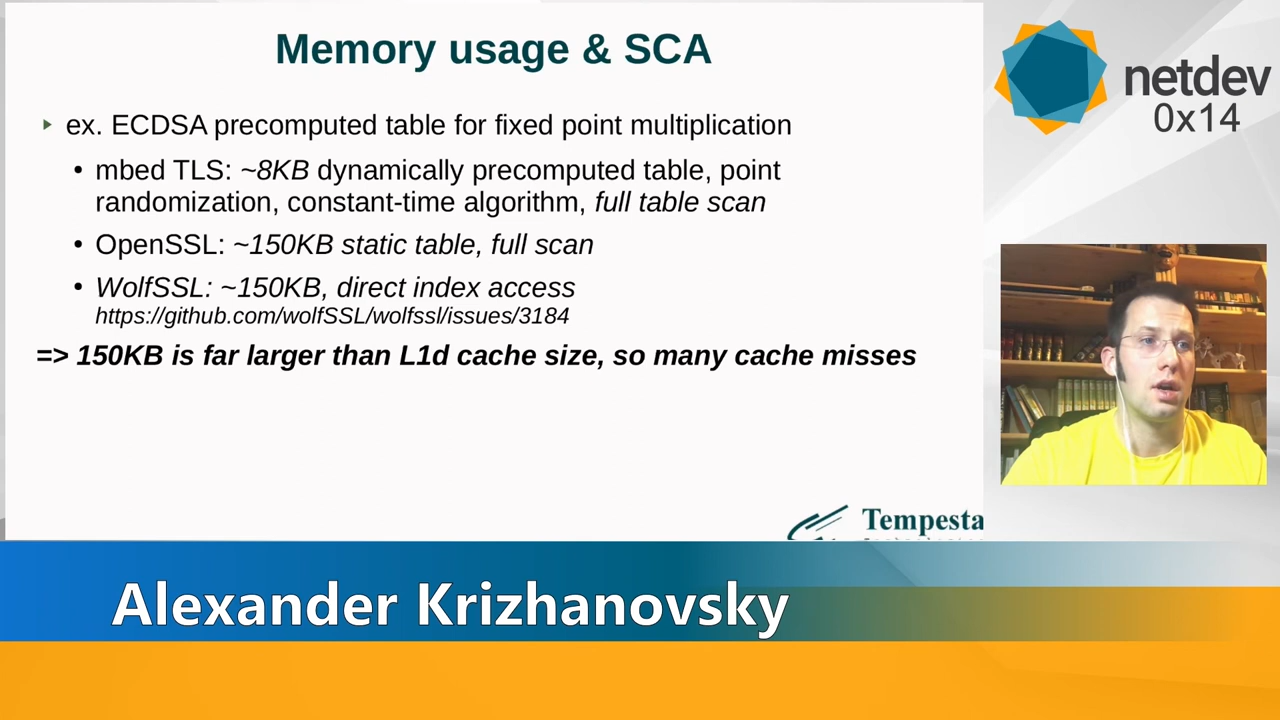 Memory usage & SCA
ex. ECDSA precomputed table for fixed point multiplication
mbed TLS: ~8KB dynamically precomputed table, point
randomization, constant-time algorithm, full table scan
OpenSSL: ~150KB static table, full scan
WolfSSL: ~150KB, direct index access
https://github.com/wolfSSL/wolfssl/issues/3184
=> 150KB is far larger than L1d cache size, so many cache misses
Tempesta
netdev
0x14
Alexander Krizhanovsky